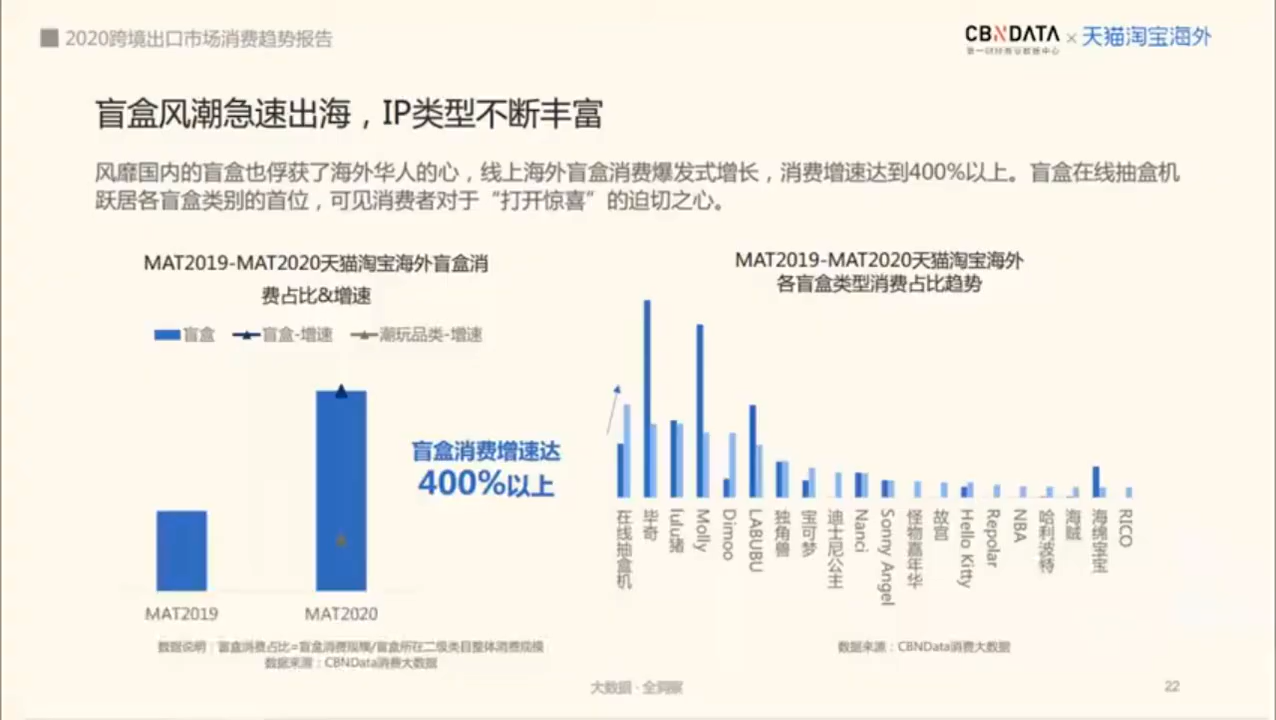 2020跨境出口市场消费趋势报告
CBNDATA × 天猫淘宝海外
第一财经商业数据中心
盲盒风潮急速出海，IP类型不断丰富
风靡国内的盲盒也俘获了海外华人的心，线上海外盲盒消费爆发式增长，消费增速达到400%以上。盲盒在线抽盒机
跃居各盲盒类别的首位，可见消费者对于“打开惊喜”的迫切之心。
MAT2019-MAT2020天猫淘宝海外盲盒消
费占比&增速
盲盒 盲盒-增速 潮玩品类-增速
盲盒消费增速达
400%以上
MAT2019 MAT2020
数据说明：盲盒消费占比=盲盒消费规模/盲盒所在二级类目整体消费规模
数据来源：CBNData消费大数据
MAT2019-MAT2020天猫淘宝海外
各盲盒类型消费占比趋势
在线抽盒机
毕奇
lulu猪
Molly
Dimoo
LABUBU
独角兽
宝可梦
迪士尼公主
Nanci
Sonny Angel
怪物嘉年华
故宫
Hello Kitty
Repolar
NBA
哈利波特
海贼
海绵宝宝
RICO
数据来源：CBNData消费大数据
大数据·全洞察
22